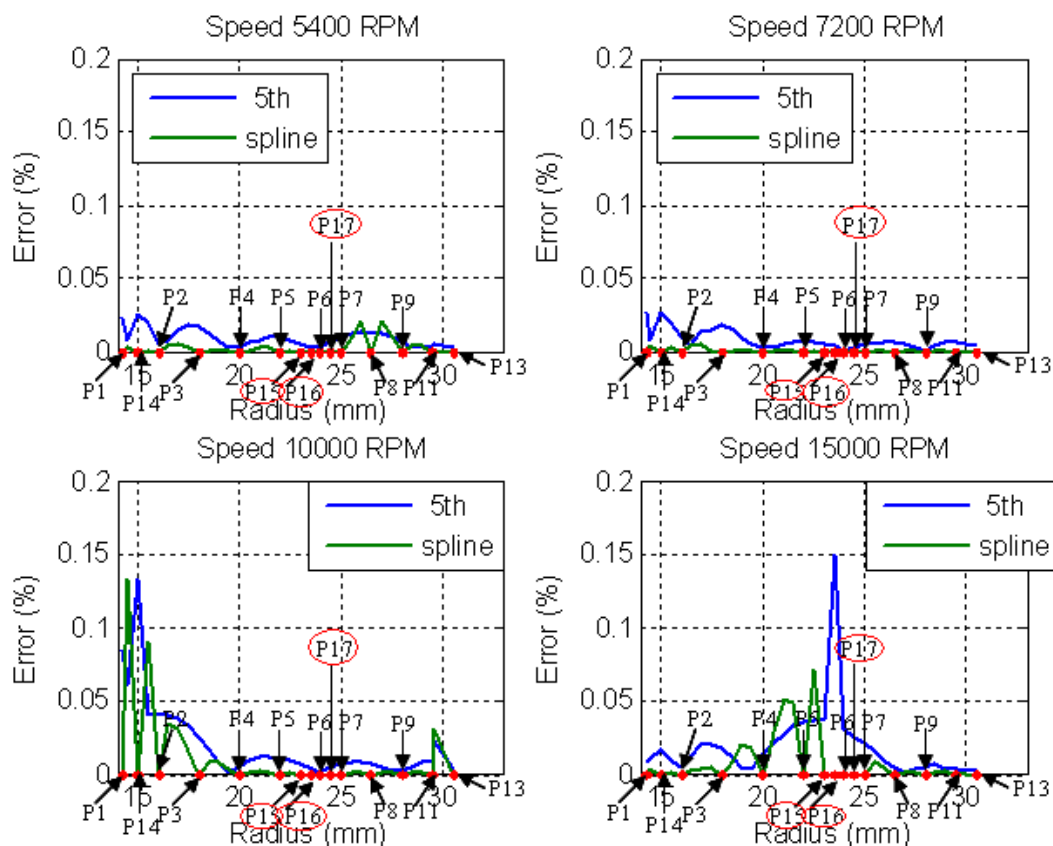 Speed 5400 RPM
0.2
0.15
0.1
0.05
0
Error (%)
5th
spline
P17
P2
P4
P5
P6
P7
P9
P1
15
P14
P3
20
P15
P16
25
P8
P11
30
P13
Radius (mm)
Speed 7200 RPM
0.2
0.15
0.1
0.05
0
Error (%)
5th
spline
P17
P2
P4
P5
P6
P7
P9
P1
15
P14
P3
20
P15
P16
25
P8
P11
30
P13
Radius (mm)
Speed 10000 RPM
0.2
0.15
0.1
0.05
0
Error (%)
5th
spline
P17
P2
P4
P5
P6
P7
P9
P1
15
P14
P3
20
P15
P16
25
P8
P11
30
P13
Radius (mm)
Speed 15000 RPM
0.2
0.15
0.1
0.05
0
Error (%)
5th
spline
P17
P2
P4
P5
P6
P7
P9
P1
15
P14
P3
20
P15
P16
25
P8
P11
30
P13
Radius (mm)